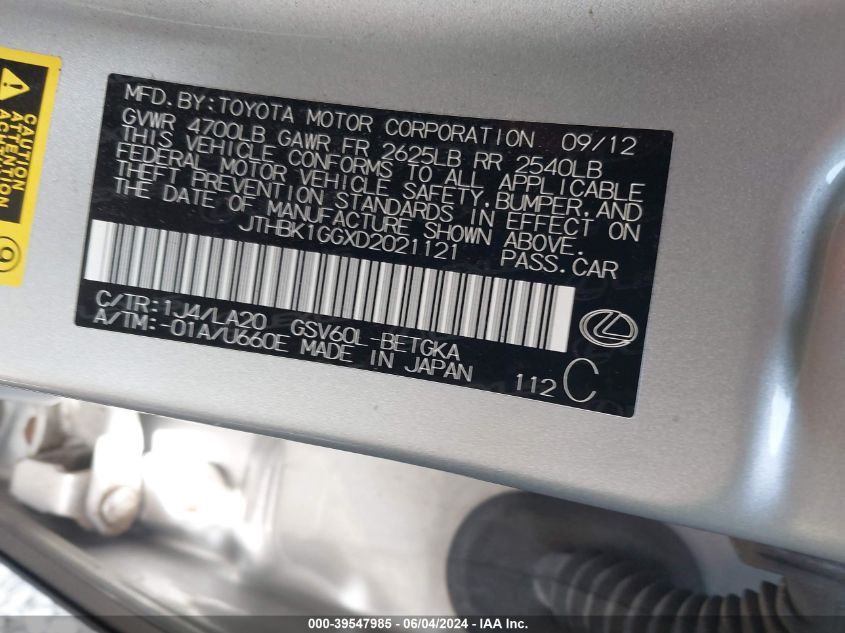 CAUTION
ATTENTION
MFD. BY: TOYOTA MOTOR CORPORATION 09/12
GVWR 4700LB GAWR FR 2625LB RR 2540LB
THIS VEHICLE CONFORMS TO ALL APPLICABLE
FEDERAL MOTOR VEHICLE SAFETY, BUMPER, AND
THEFT PREVENTION STANDARDS IN EFFECT ON
THE DATE OF MANUFACTURE SHOWN ABOVE.
JTHBK1GGXD2021121 PASS. CAR
C/TR: 1J4/LA20 GSV60L-BETGKA
A/TM: -01A/U660E MADE IN JAPAN
112 C
000-39547985 - 06/04/2024 - IAA Inc.